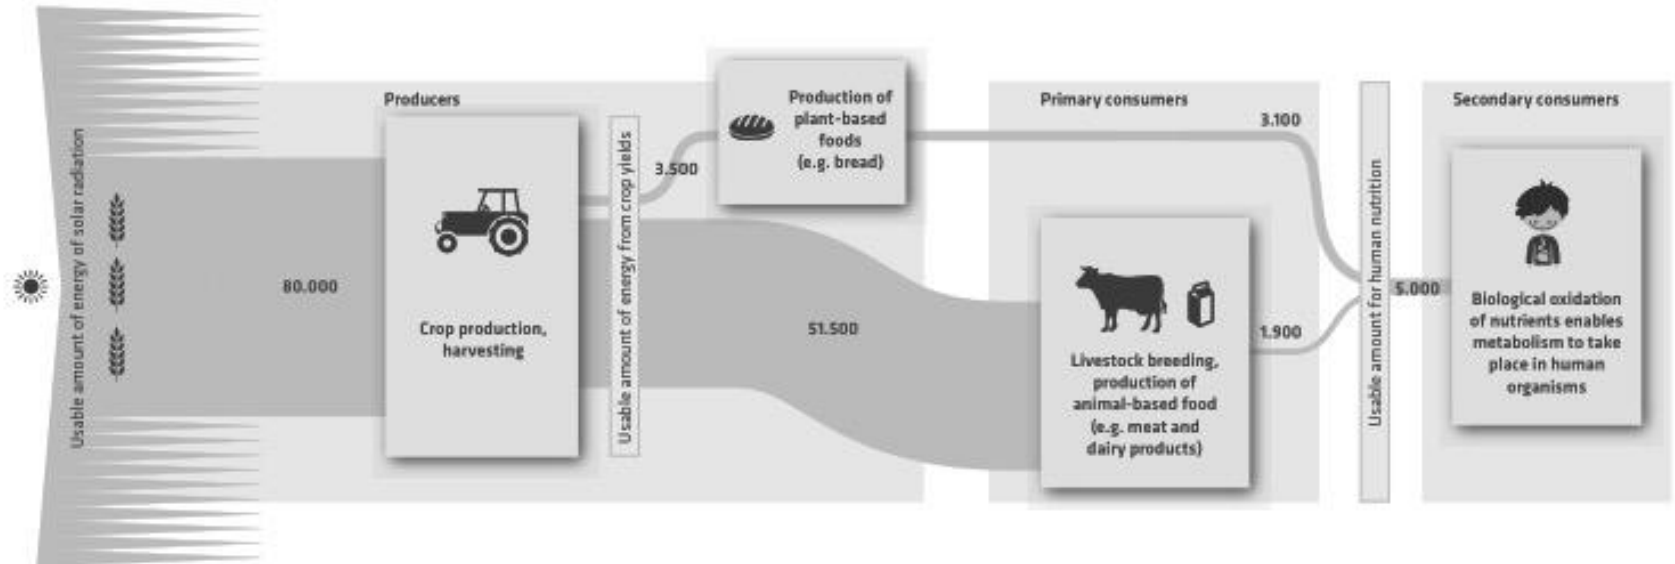 Usable amount of energy of solar radiation
80.000
Producers
Crop production,
harvesting
Usable amount of energy from crop yields
3.500
Production of
plant-based
foods
(e.g. bread)
51.500
Primary consumers
3.100
Livestock breeding,
production of
animal-based food
(e.g. meat and
dairy products)
1.900
Usable amount for human nutrition
5.000
Secondary consumers
Biological oxidation
of nutrients enables
metabolism to take
place in human
organisms